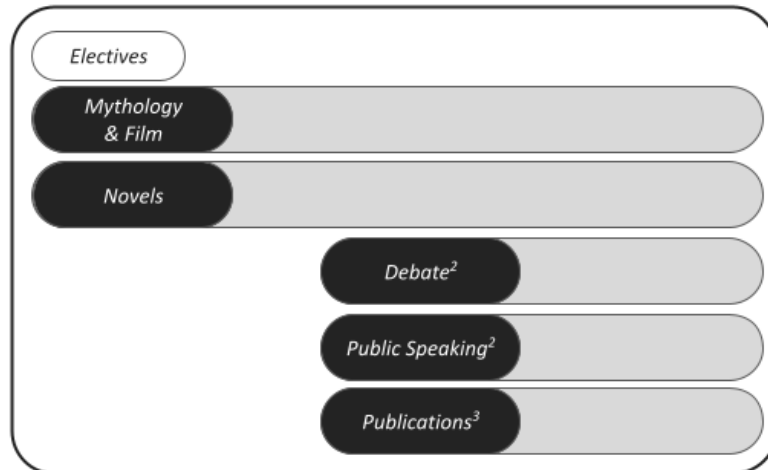 Electives
Mythology
& Film
Novels
Debate²
Public Speaking²
Publications³